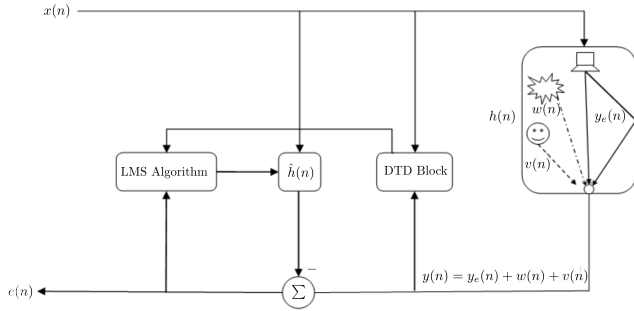 x(n)
w(n)
h(n)
y_e(n)
v(n)
LMS Algorithm
ĥ(n)
DTD Block
−
y(n) = y_e(n) + w(n) + v(n)
e(n)
Σ